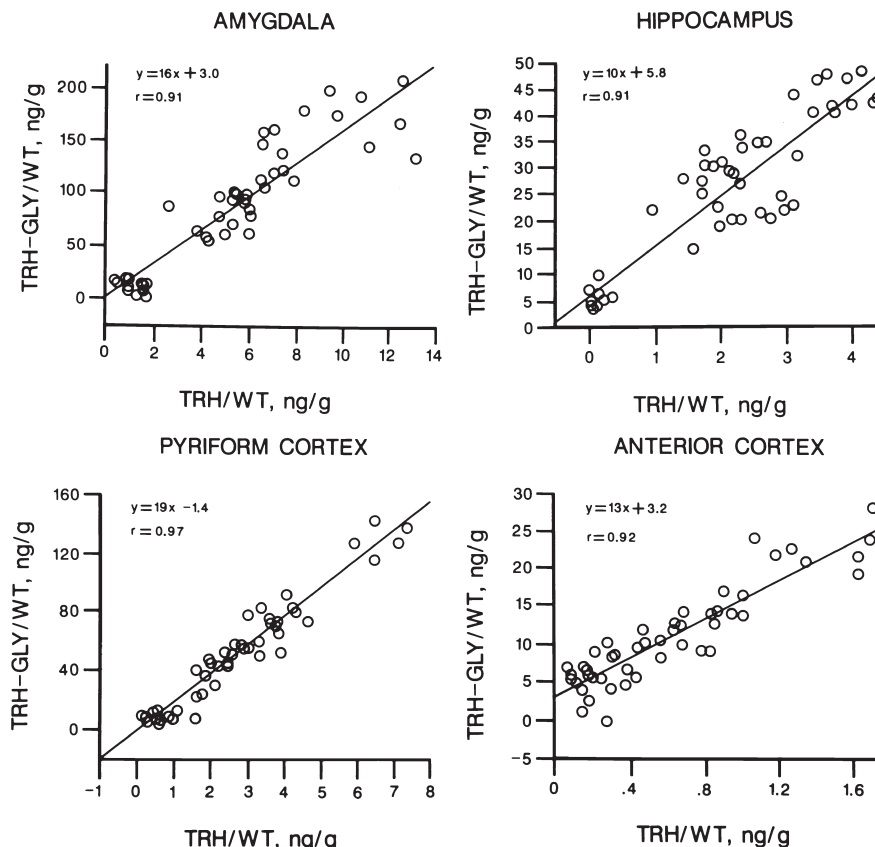 AMYGDALA
y=16x+3.0
r=0.91
TRH-GLY/WT, ng/g
200
150
100
50
0
0 2 4 6 8 10 12 14
TRH/WT, ng/g
HIPPOCAMPUS
y=10x+5.8
r=0.91
TRH-GLY/WT, ng/g
50
45
40
35
30
25
20
15
10
5
0
0 1 2 3 4
TRH/WT, ng/g
PYRIFORM CORTEX
y=19x -1.4
r=0.97
TRH-GLY/WT, ng/g
160
120
80
40
0
-1 0 1 2 3 4 5 6 7 8
TRH/WT, ng/g
ANTERIOR CORTEX
y=13x+3.2
r=0.92
TRH-GLY/WT, ng/g
30
25
20
15
10
5
0
-5
0 .4 .8 1.2 1.6
TRH/WT, ng/g